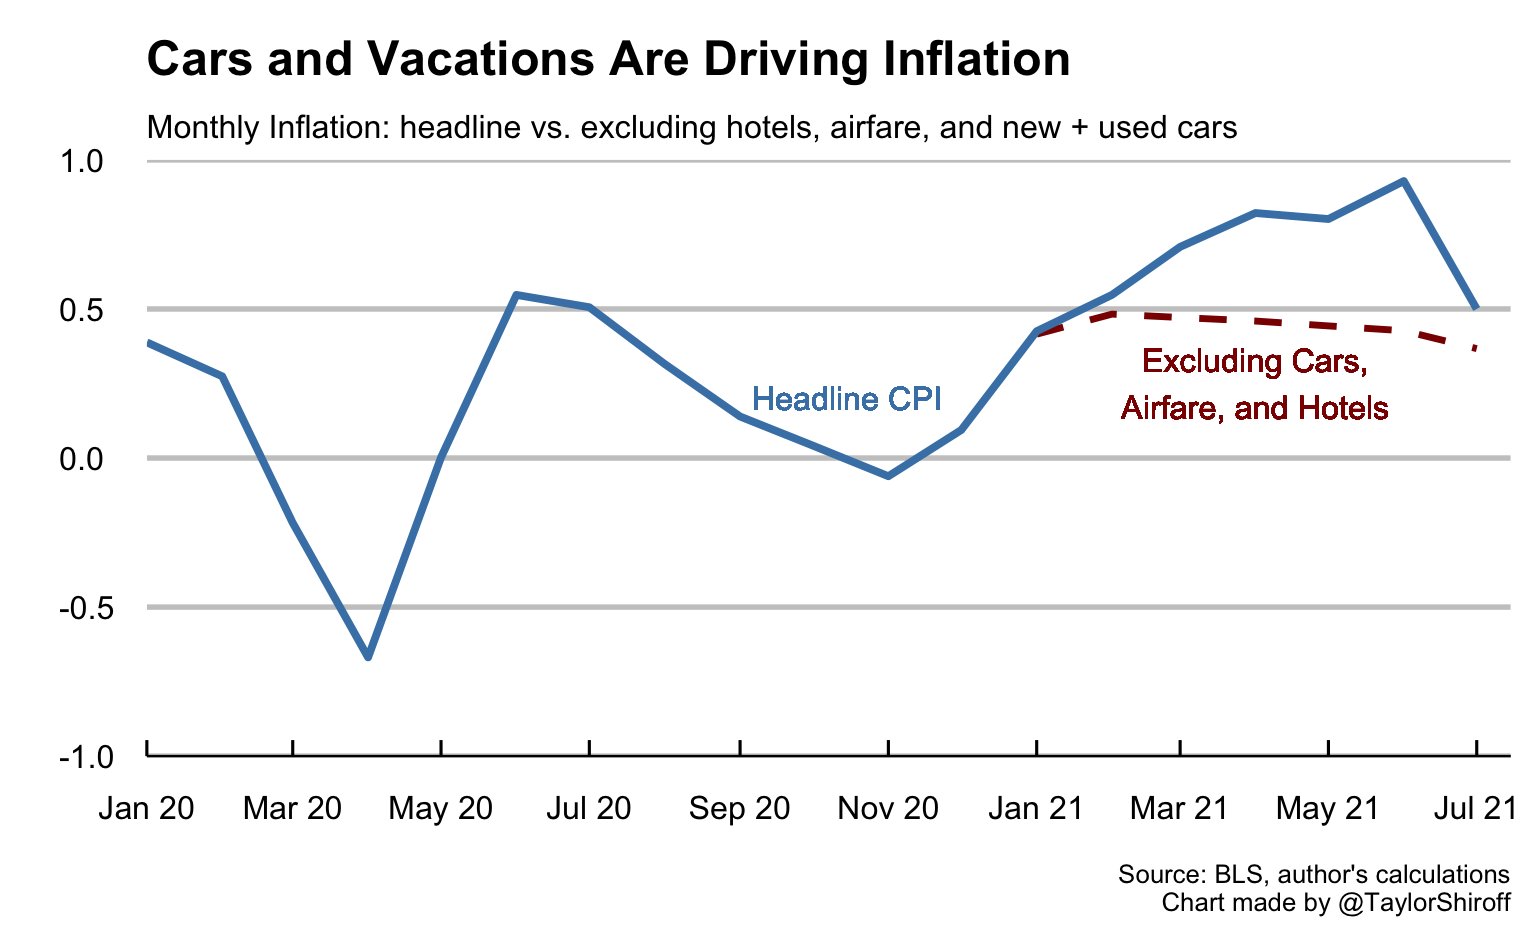 Cars and Vacations Are Driving Inflation
Monthly Inflation: headline vs. excluding hotels, airfare, and new + used cars
1.0
0.5
0.0
-0.5
-1.0
Headline CPI
Excluding Cars,
Airfare, and Hotels
Jan 20 Mar 20 May 20 Jul 20 Sep 20 Nov 20 Jan 21 Mar 21 May 21 Jul 21
Source: BLS, author's calculations
Chart made by @TaylorShiroff